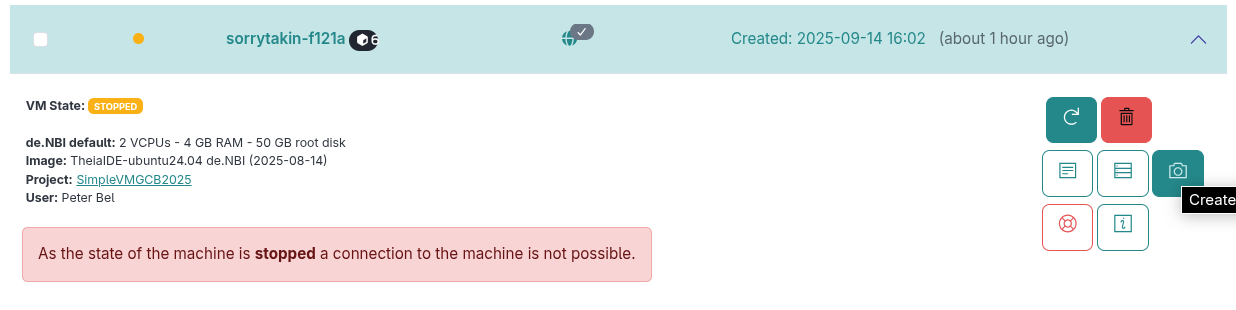 sorrytakin-f121a 6
Created: 2025-09-14 16:02 (about 1 hour ago)
VM State: STOPPED
de.NBI default: 2 VCPUs - 4 GB RAM - 50 GB root disk
Image: TheiaIDE-ubuntu24.04 de.NBI (2025-08-14)
Project: SimpleVMGCB2025
User: Peter Bel
Create
As the state of the machine is stopped a connection to the machine is not possible.